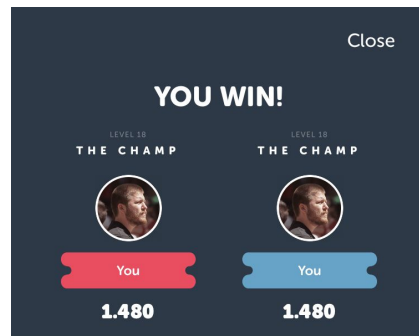 Close
YOU WIN!
LEVEL 18 LEVEL 18
THE CHAMP THE CHAMP
You You
1.480 1.480